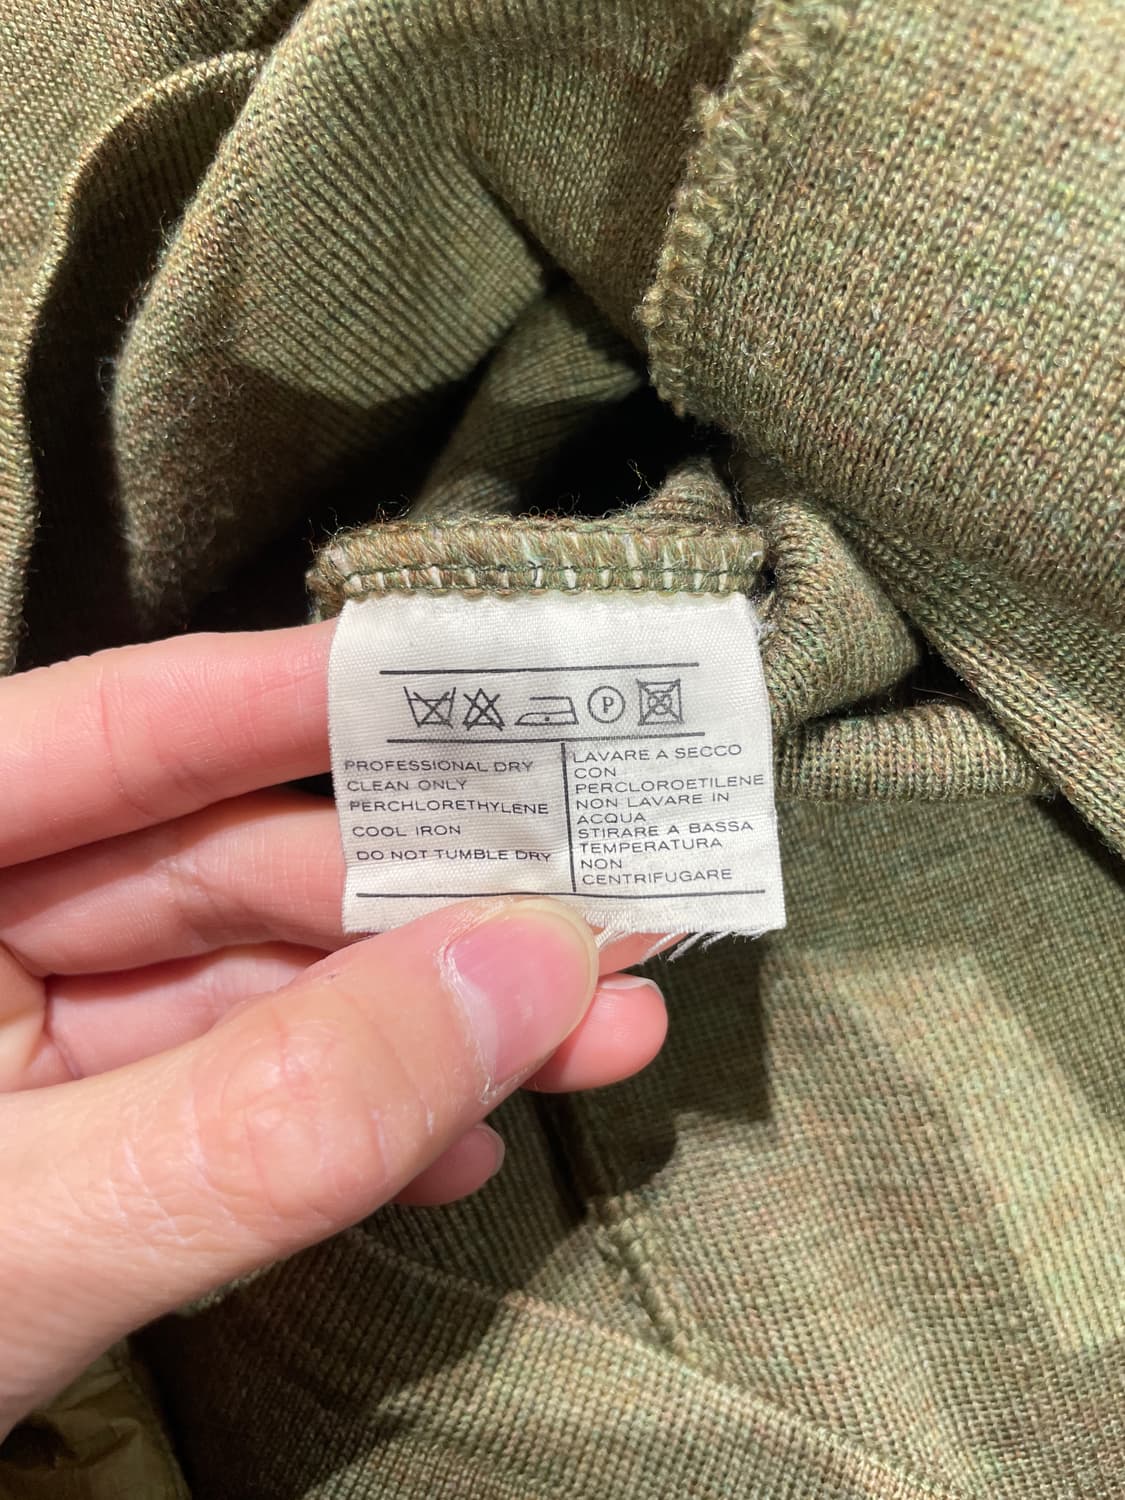 P
PROFESSIONAL DRY
CLEAN ONLY
PERCHLORETHYLENE
COOL IRON
DO NOT TUMBLE DRY
LAVARE A SECCO
CON
PERCLOROETILENE
NON LAVARE IN
ACQUA
STIRARE A BASSA
TEMPERATURA
NON
CENTRIFUGARE